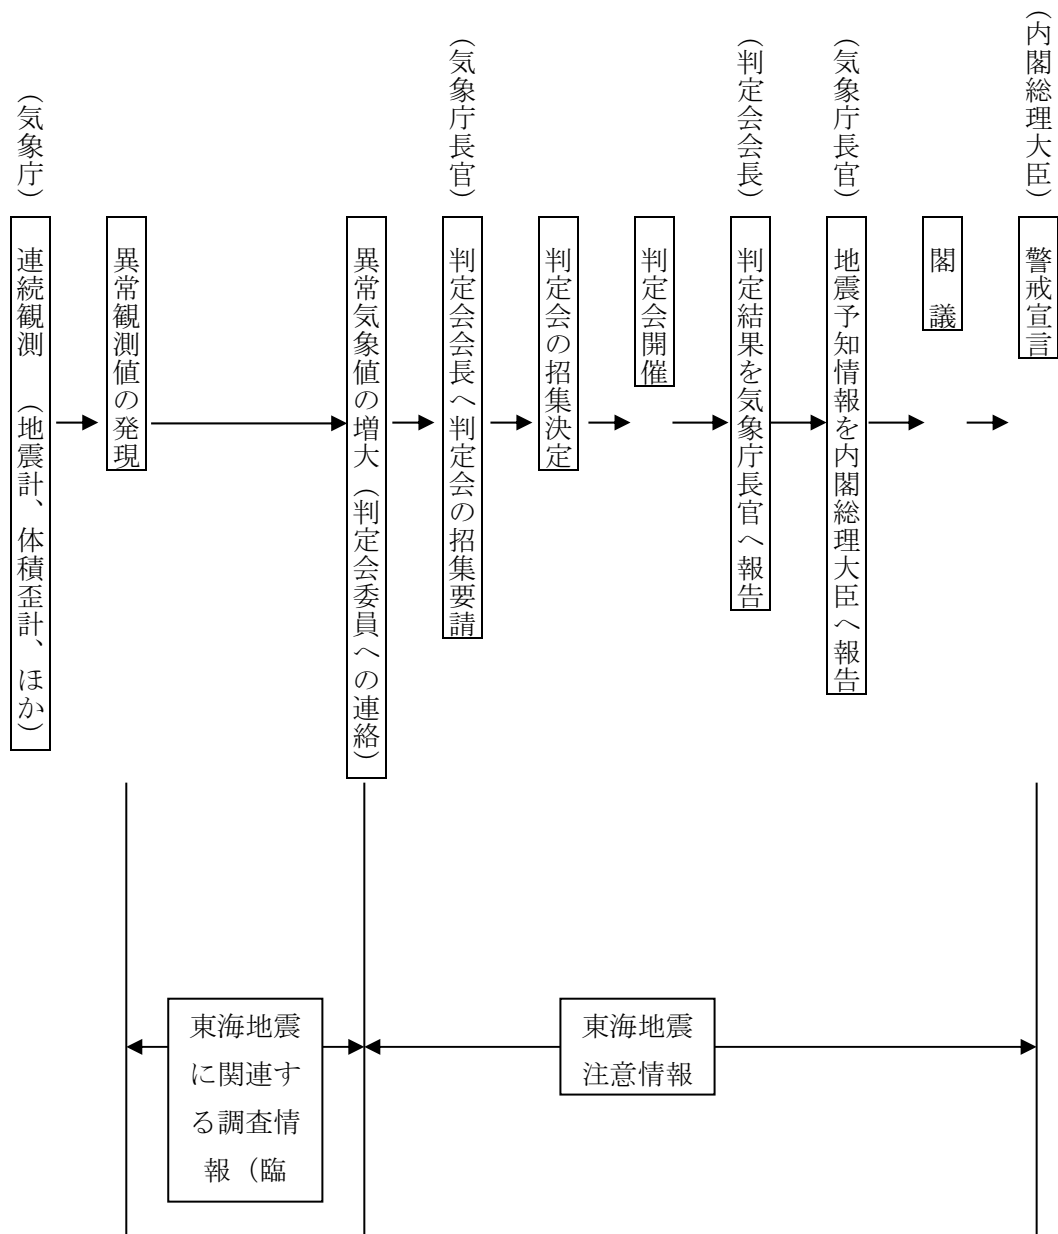 （気象庁）
連続観測　（地震計、体積歪計、ほか）
異常観測値の発現
異常気象値の増大（判定会委員への連絡）
（気象庁長官）
判定会会長へ判定会の招集要請
判定会の招集決定
判定会開催
（判定会会長）
判定結果を気象庁長官へ報告
（気象庁長官）
地震予知情報を内閣総理大臣へ報告
閣　議
（内閣総理大臣）
警戒宣言
東海地震
に関連す
る調査情
報（臨
東海地震
注意情報